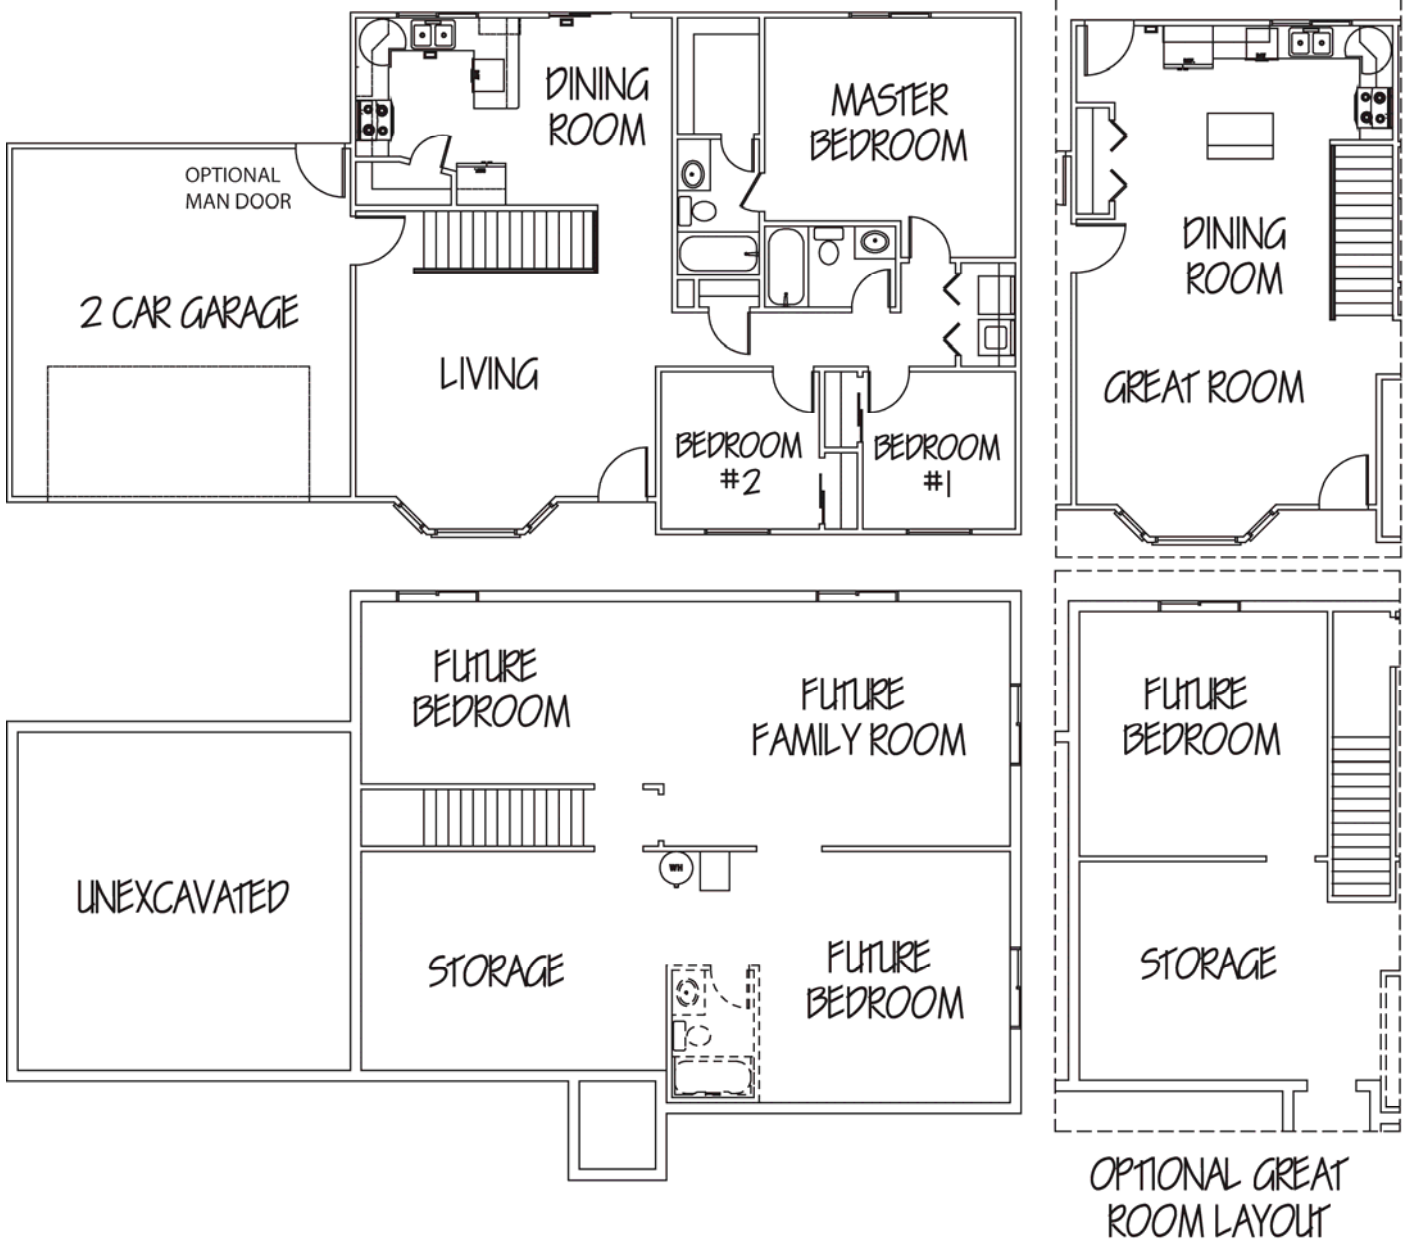 DINING
ROOM
MASTER
BEDROOM
OPTIONAL
MAN DOOR
2 CAR GARAGE
LIVING
BEDROOM
#2
BEDROOM
#1
DINING
ROOM
GREAT ROOM
FUTURE
BEDROOM
FUTURE
FAMILY ROOM
UNEXCAVATED
STORAGE
WH
FUTURE
BEDROOM
FUTURE
BEDROOM
STORAGE
OPTIONAL GREAT
ROOM LAYOUT